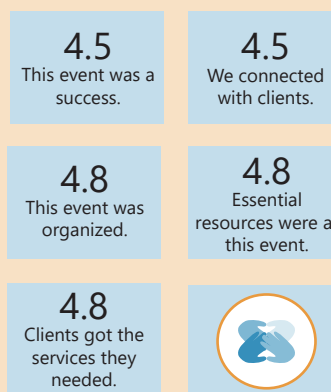 4.5
This event was a
success.
4.5
We connected
with clients.
4.8
This event was
organized.
4.8
Essential
resources were a
this event.
4.8
Clients got the
services they
needed.